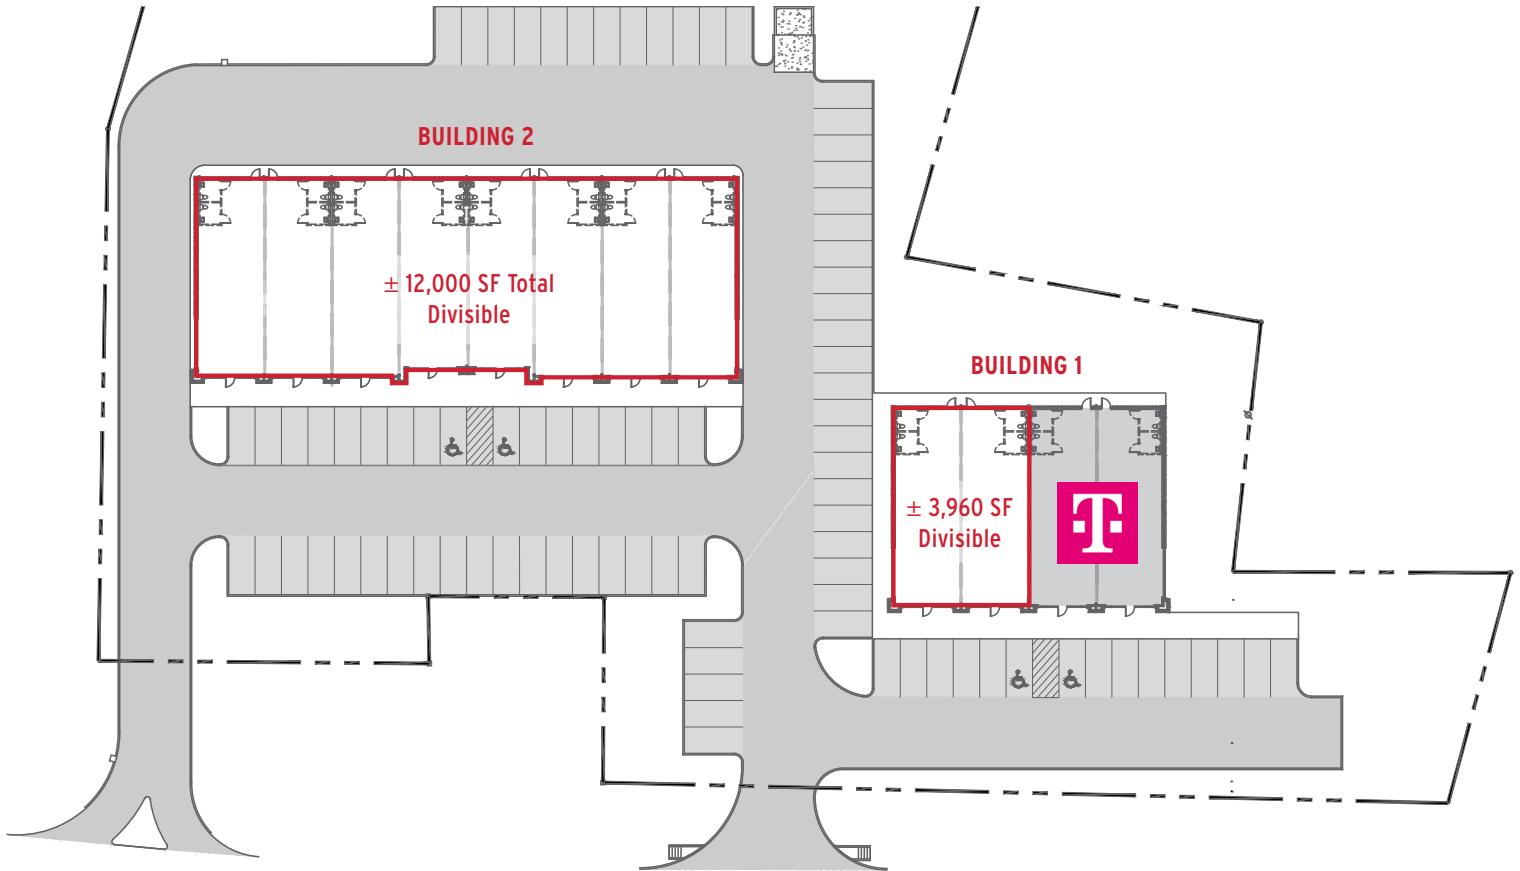 BUILDING 2
± 12,000 SF Total
Divisible
BUILDING 1
± 3,960 SF
Divisible
T